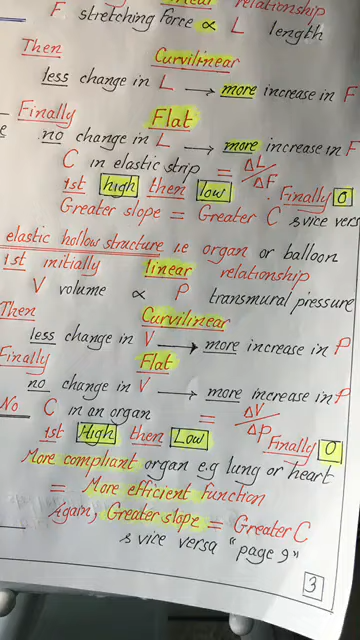 linear relationship
F stretching force ∝ L length
Then
Curvilinear
less change in L → more increase in F
Finally
Flat
no change in L → more increase in F
C in elastic strip = ΔL/ΔF
1st high then low Finally 0
Greater slope = Greater C & vice vers
elastic hollow structure i.e organ or balloon
1st initially linear relationship
V volume ∝ P transmural pressure
Then
Curvilinear
less change in V → more increase in P
Finally
Flat
no change in V → more increase in P
No C in an organ = ΔV/ΔP
1st High then Low Finally 0
More compliant organ e.g lung or heart
= More efficient function
Again, Greater slope = Greater C
& vice versa "page 9"
3